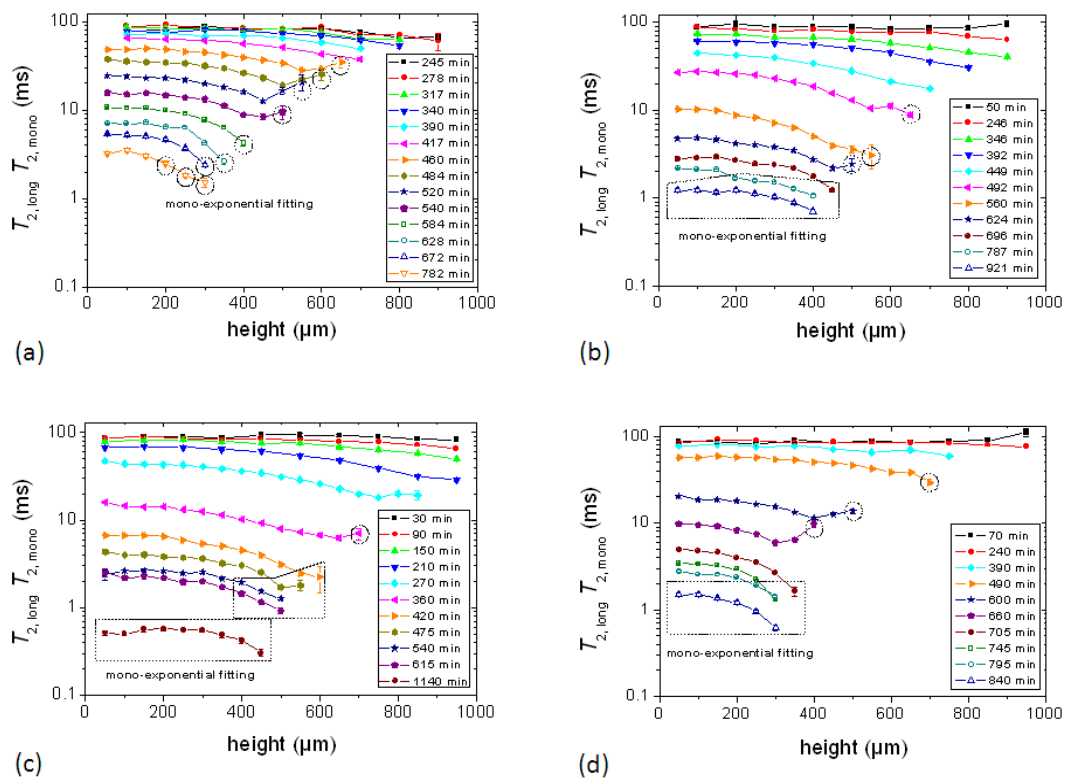 T2, long  T2, mono (ms)
100
10
1
0.1
245 min
278 min
317 min
340 min
390 min
417 min
460 min
484 min
520 min
540 min
584 min
628 min
672 min
782 min
mono-exponential fitting
0 200 400 600 800 1000
height (µm)
(a)
T2, long  T2, mono (ms)
100
10
1
0.1
50 min
246 min
346 min
392 min
449 min
492 min
560 min
624 min
696 min
787 min
921 min
mono-exponential fitting
0 200 400 600 800 1000
height (µm)
(b)
T2, long  T2, mono (ms)
100
10
1
0.1
30 min
90 min
150 min
210 min
270 min
360 min
420 min
475 min
540 min
615 min
1140 min
mono-exponential fitting
0 200 400 600 800 1000
height (µm)
(c)
T2, long  T2, mono (ms)
100
10
1
0.1
70 min
240 min
390 min
490 min
600 min
660 min
705 min
745 min
795 min
840 min
mono-exponential fitting
0 200 400 600 800 1000
height (µm)
(d)